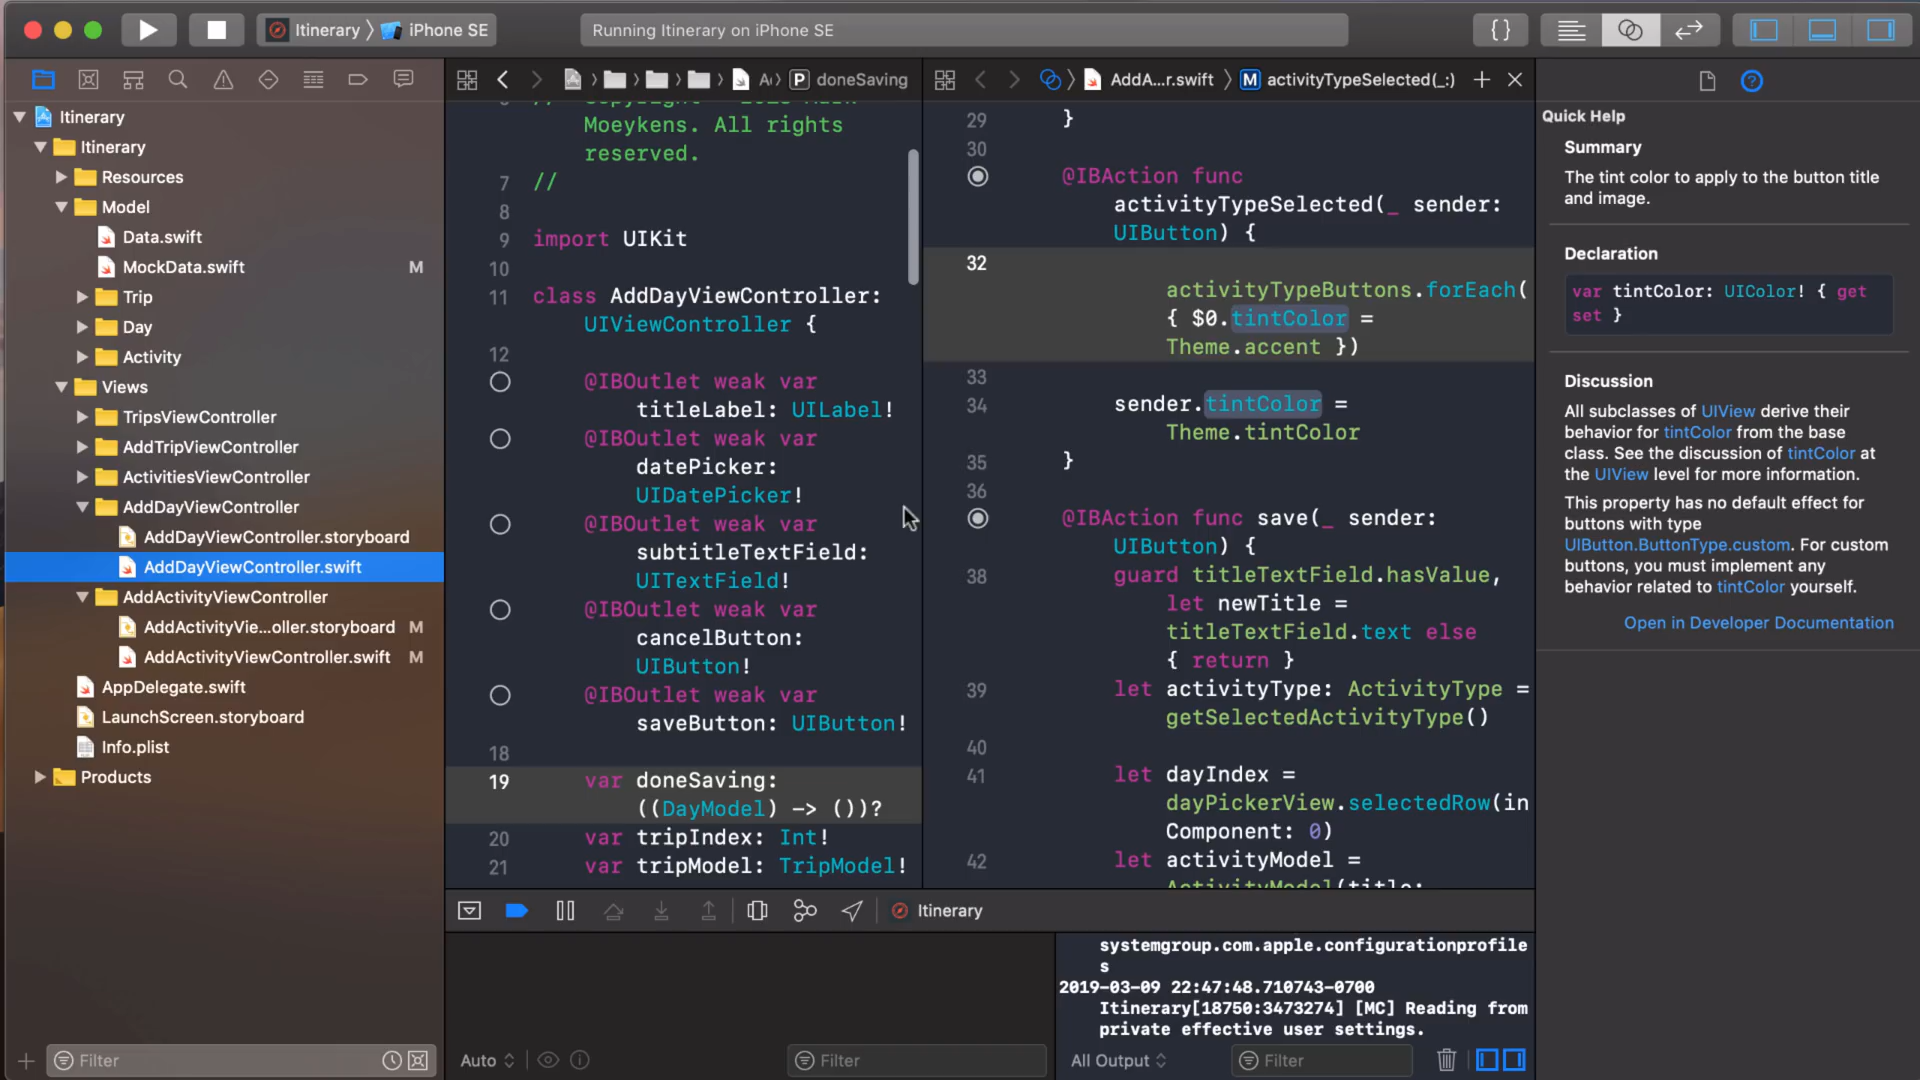 Itinerary
iPhone SE
Running Itinerary on iPhone SE
{}
A
doneSaving
AddA...r.swift
M
activityTypeSelected(_:)
Itinerary
Itinerary
Resources
Model
Data.swift
MockData.swift M
Trip
Day
Activity
Views
TripsViewController
AddTripViewController
ActivitiesViewController
AddDayViewController
AddDayViewController.storyboard
AddDayViewController.swift
AddActivityViewController
AddActivityVie...oller.storyboard M
AddActivityViewController.swift M
AppDelegate.swift
LaunchScreen.storyboard
Info.plist
Products
Filter
Moeykens. All rights
reserved.
7 //
8
9 import UIKit
10
11 class AddDayViewController:
UIViewController {
12
@IBOutlet weak var
titleLabel: UILabel!
@IBOutlet weak var
datePicker:
UIDatePicker!
@IBOutlet weak var
subtitleTextField:
UITextField!
@IBOutlet weak var
cancelButton:
UIButton!
@IBOutlet weak var
saveButton: UIButton!
18
19 var doneSaving:
((DayModel) -> ())?
20 var tripIndex: Int!
21 var tripModel: TripModel!
29 }
30
@IBAction func
activityTypeSelected(_ sender:
UIButton) {
32
activityTypeButtons.forEach(
{ $0.tintColor =
Theme.accent })
33
34 sender.tintColor =
Theme.tintColor
35 }
36
@IBAction func save(_ sender:
UIButton) {
38 guard titleTextField.hasValue,
let newTitle =
titleTextField.text else
{ return }
39 let activityType: ActivityType =
getSelectedActivityType()
40
41 let dayIndex =
dayPickerView.selectedRow(in
Component: 0)
42 let activityModel =
ActivityModel(title:
Itinerary
systemgroup.com.apple.configurationprofile
s
2019-03-09 22:47:48.710743-0700
Itinerary[18750:3473274] [MC] Reading from
private effective user settings.
Auto
Filter
All Output
Filter
Quick Help
Summary
The tint color to apply to the button title
and image.
Declaration
var tintColor: UIColor! { get
set }
Discussion
All subclasses of UIView derive their
behavior for tintColor from the base
class. See the discussion of tintColor at
the UIView level for more information.
This property has no default effect for
buttons with type
UIButton.ButtonType.custom. For custom
buttons, you must implement any
behavior related to tintColor yourself.
Open in Developer Documentation